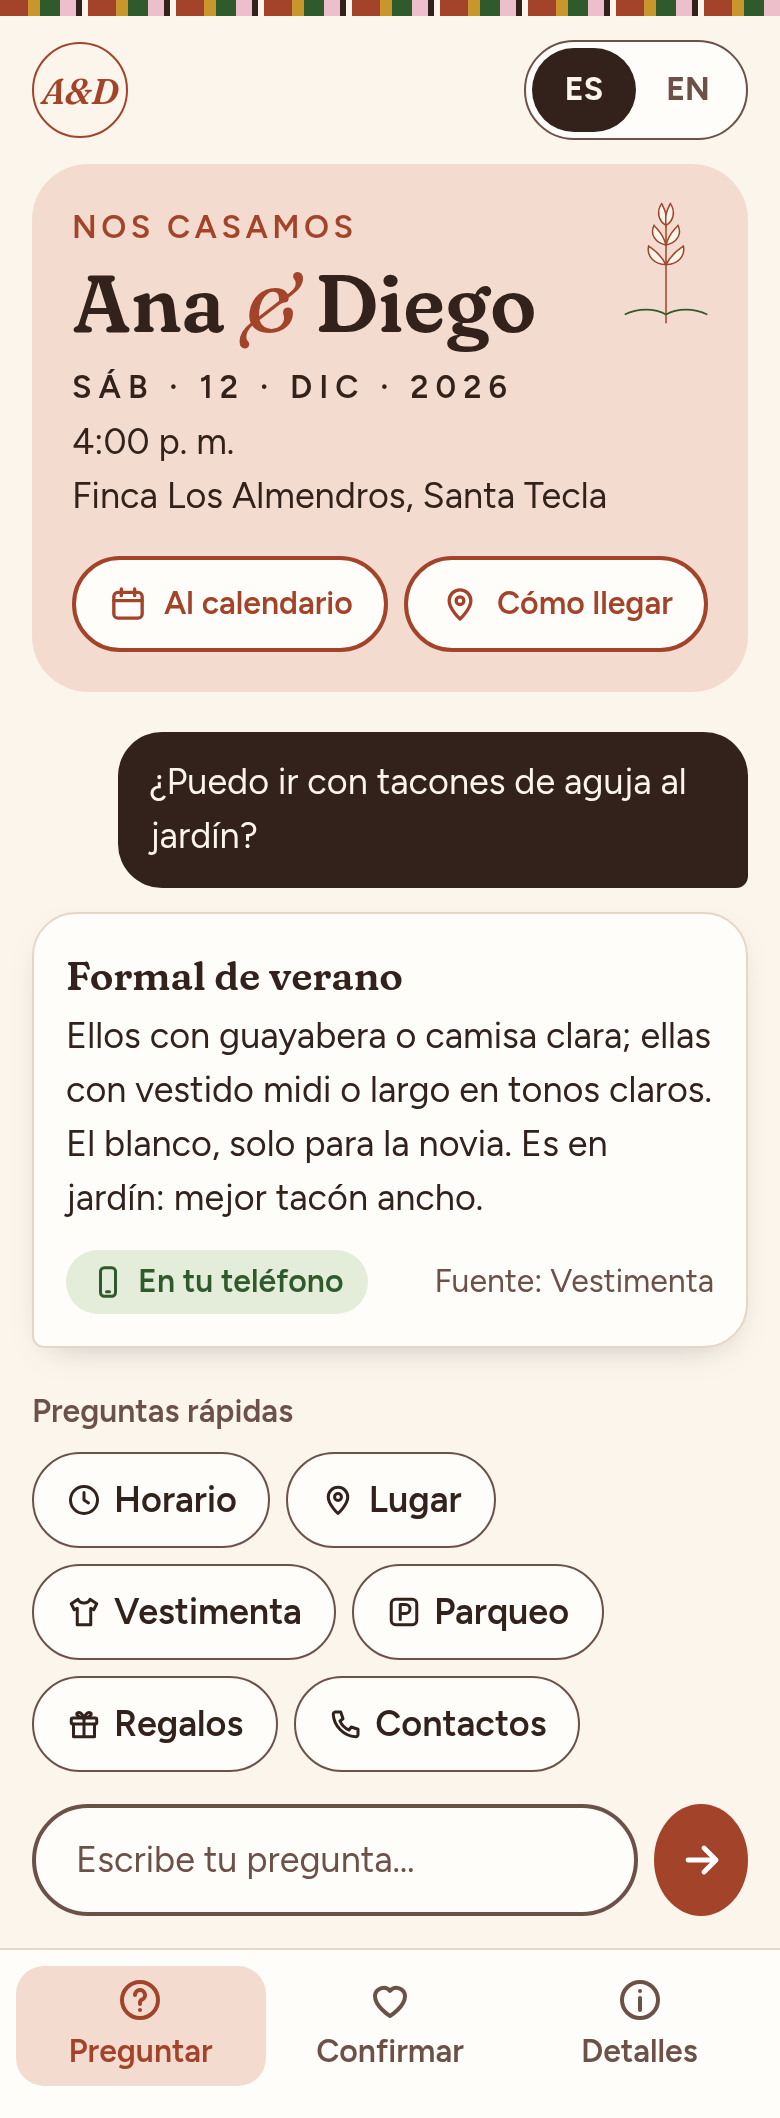 A&D
ES
EN
NOS CASAMOS
Ana & Diego
SÁB · 12 · DIC · 2026
4:00 p. m.
Finca Los Almendros, Santa Tecla
Al calendario
Cómo llegar
¿Puedo ir con tacones de aguja al
jardín?
Formal de verano
Ellos con guayabera o camisa clara; ellas
con vestido midi o largo en tonos claros.
El blanco, solo para la novia. Es en
jardín: mejor tacón ancho.
En tu teléfono
Fuente: Vestimenta
Preguntas rápidas
Horario
Lugar
Vestimenta
P Parqueo
Regalos
Contactos
Escribe tu pregunta...
Preguntar
Confirmar
Detalles